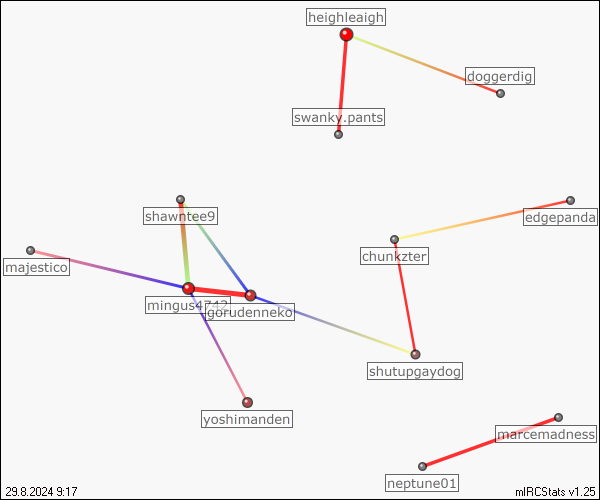 heighleaigh
doggerdig
swanky.pants
shawntee9
edgepanda
chunkzter
majestico
mingus4742
gorudenneko
shutupgaydog
yoshimanden
marcemadness
neptune01
29.8.2024 9:17
mIRCStats v1.25